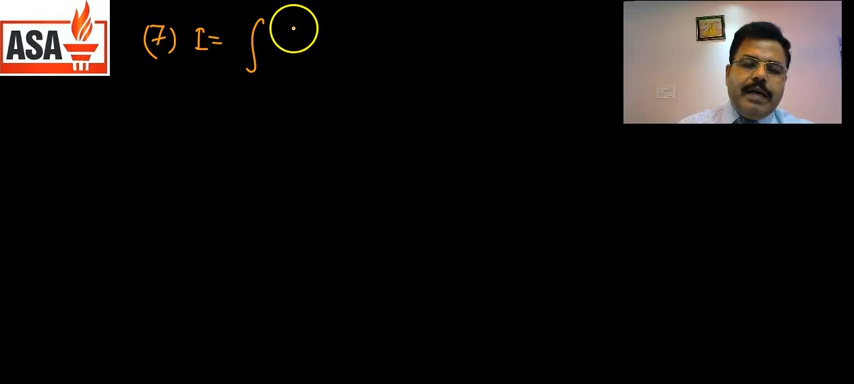 ASA
(7) I= ∫